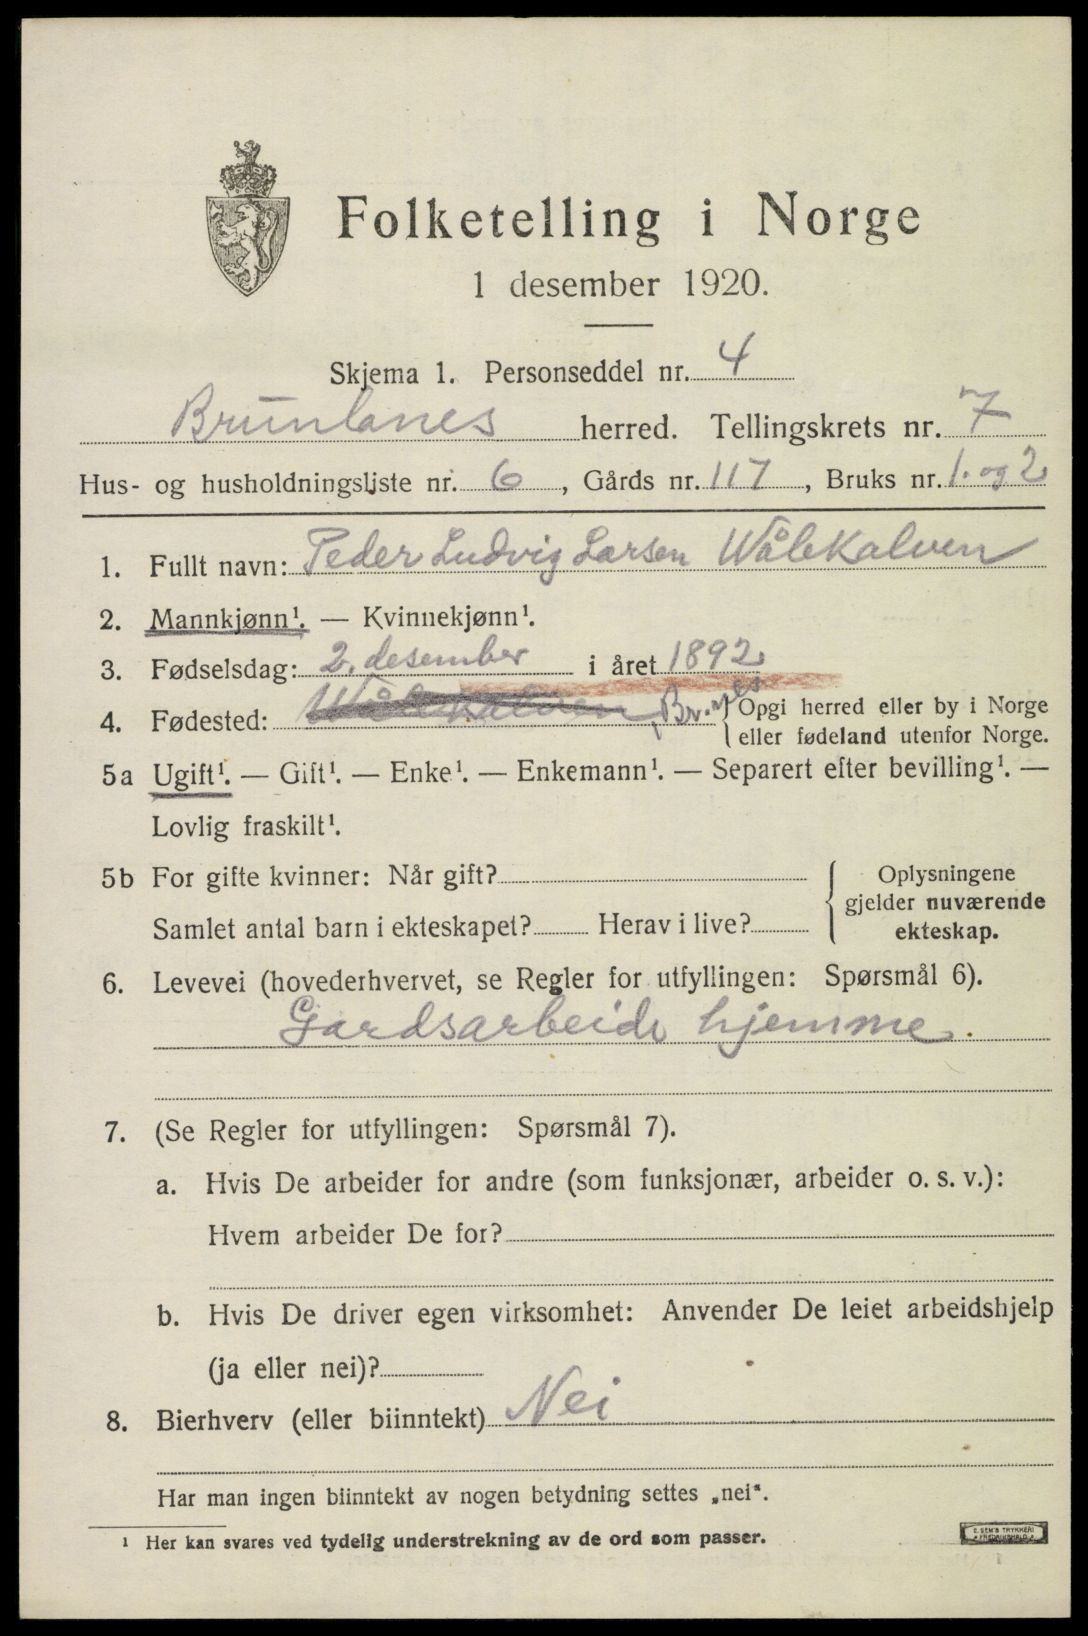 Folketelling i Norge
1 desember 1920.
Skjema 1. Personseddel nr. 4
Brunlanes herred. Tellingskrets nr. 7
Hus- og husholdningsliste nr. 6, Gårds nr. 117, Bruks nr. 1. og 2
1. Fullt navn: Peder Ludvig Larsen Wålekalven
2. Mannkjønn¹. — Kvinnekjønn¹.
3. Fødselsdag: 2. desember i året 1892
4. Fødested: Wålekalven, Br.nes { Opgi herred eller by i Norge
eller fødeland utenfor Norge.
5a Ugift¹. — Gift¹. — Enke¹. — Enkemann¹. — Separert efter bevilling¹. —
Lovlig fraskilt¹.
5b For gifte kvinner: Når gift?
Samlet antal barn i ekteskapet? Herav i live?
{ Oplysningene
gjelder nuværende
ekteskap.
6. Levevei (hovederhvervet, se Regler for utfyllingen: Spørsmål 6).
Gardsarbeide hjemme.
7. (Se Regler for utfyllingen: Spørsmål 7).
a. Hvis De arbeider for andre (som funksjonær, arbeider o. s. v.):
Hvem arbeider De for?
b. Hvis De driver egen virksomhet: Anvender De leiet arbeidshjelp
(ja eller nei)?
8. Bierhverv (eller biinntekt) Nei
Har man ingen biinntekt av nogen betydning settes „nei“.
¹ Her kan svares ved tydelig understrekning av de ord som passer.
E. SEM'S TRYKKERI
FREDRIKSHALD